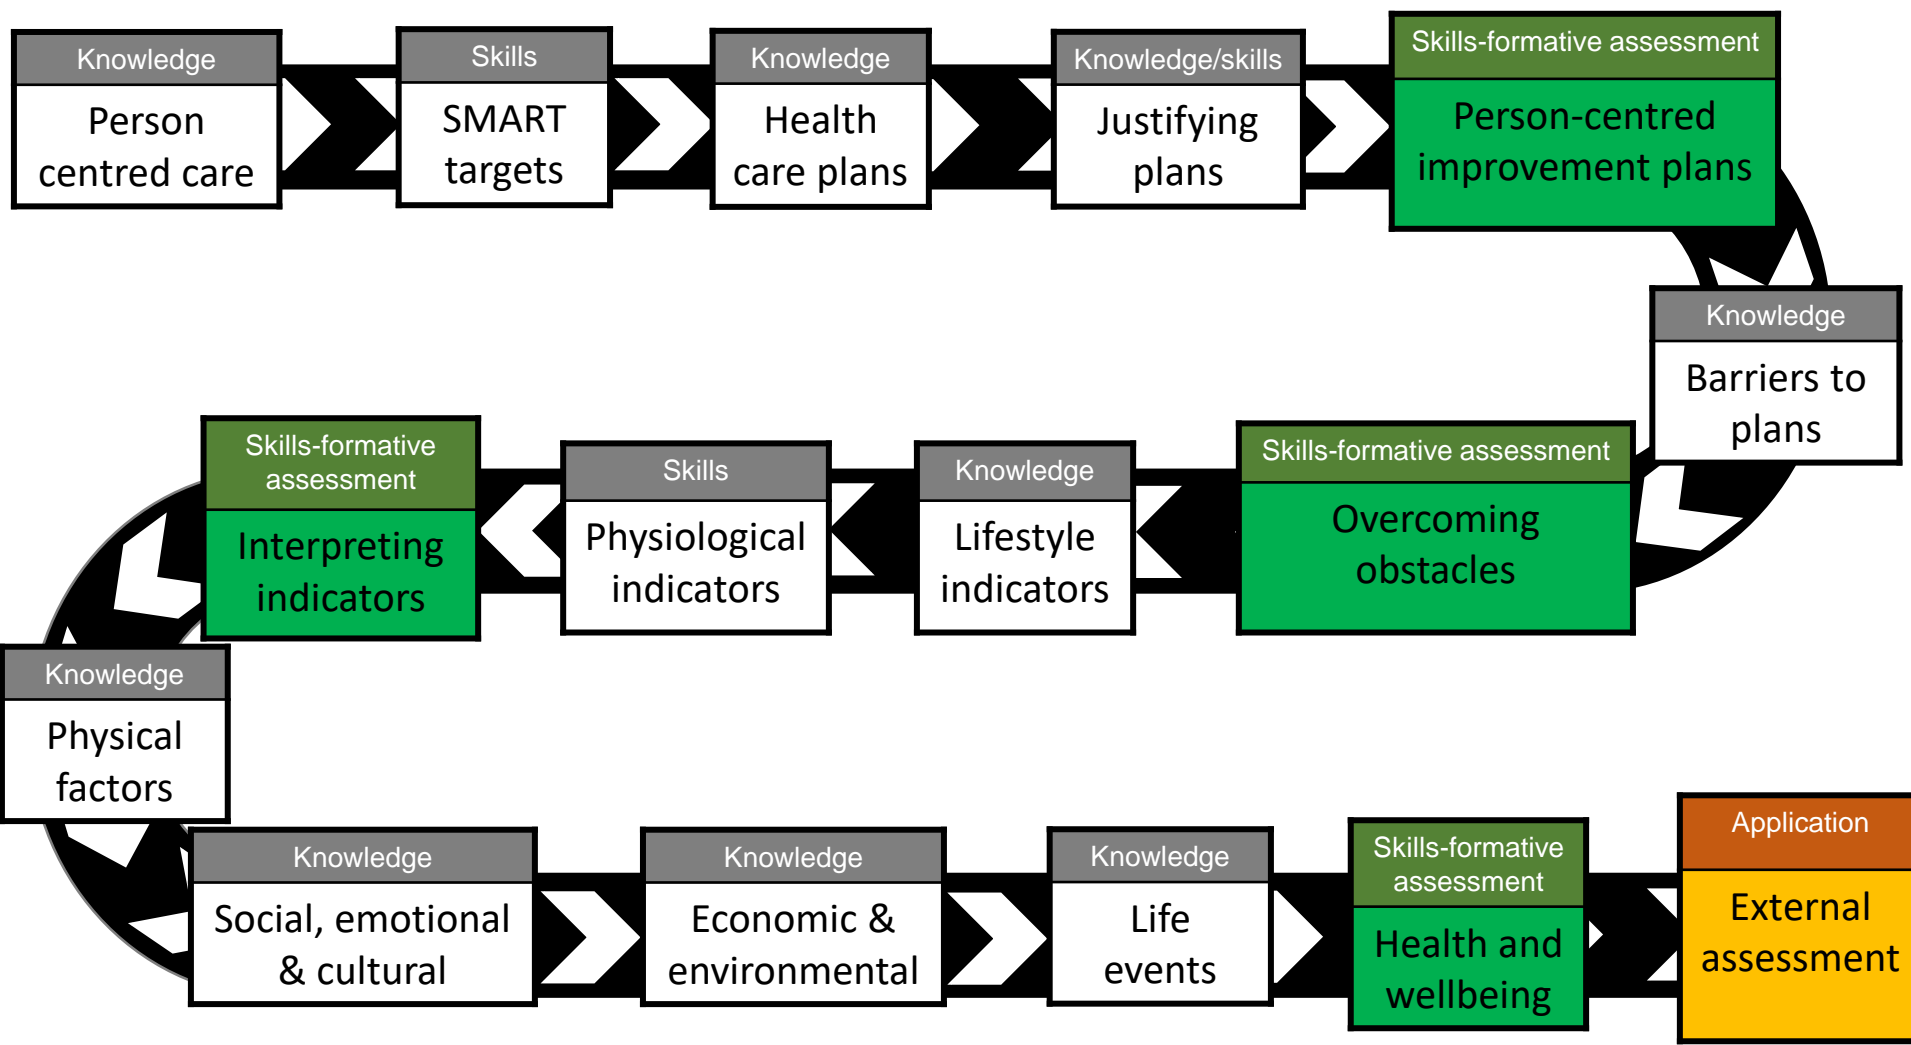 Knowledge
Person
centred care
Skills
SMART
targets
Knowledge
Health
care plans
Knowledge/skills
Justifying
plans
Skills-formative assessment
Person-centred
improvement plans
Knowledge
Barriers to
plans
Skills-formative assessment
Overcoming
obstacles
Knowledge
Lifestyle
indicators
Skills
Physiological
indicators
Skills-formative
assessment
Interpreting
indicators
Knowledge
Physical
factors
Knowledge
Social, emotional
& cultural
Knowledge
Economic &
environmental
Knowledge
Life
events
Skills-formative
assessment
Health and
wellbeing
Application
External
assessment